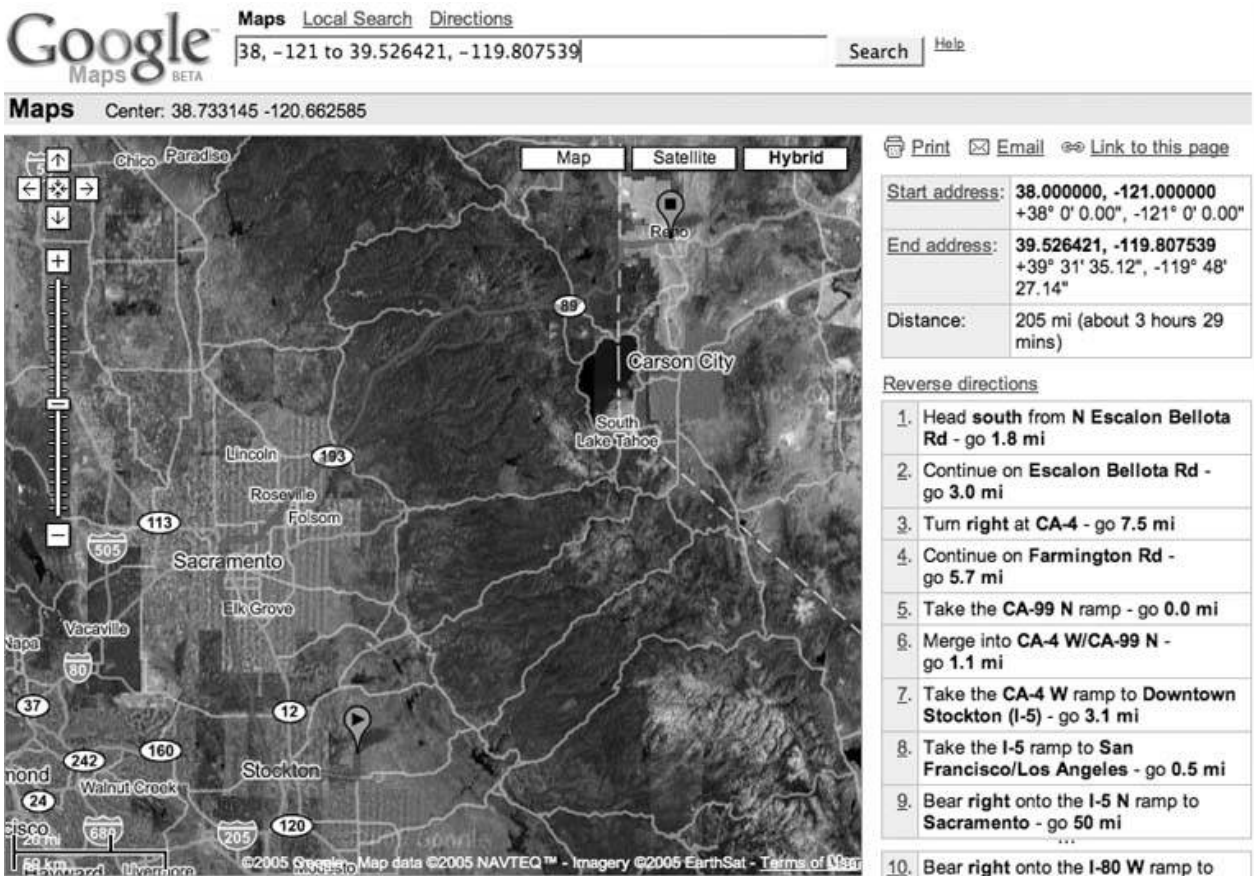 Google
Maps BETA
Maps Local Search Directions
38, −121 to 39.526421, −119.807539
Search
Help
Maps Center: 38.733145 -120.662585
Map Satellite Hybrid
Chico
Paradise
Reno
89
Carson City
South
Lake Tahoe
Lincoln
193
Roseville
Folsom
113
505
Sacramento
Elk Grove
Napa
Vacaville
80
37
12
160
242
Stockton
mond
Walnut Creek
24
cisco
680
205
120
20 mi
50 km
Hayward
Livermore
Modesto
©2005 Google - Map data ©2005 NAVTEQ™ - Imagery ©2005 EarthSat - Terms of Use
Print Email Link to this page
Start address: 38.000000, -121.000000
+38° 0' 0.00", -121° 0' 0.00"
End address: 39.526421, -119.807539
+39° 31' 35.12", -119° 48'
27.14"
Distance: 205 mi (about 3 hours 29
mins)
Reverse directions
1. Head south from N Escalon Bellota
Rd - go 1.8 mi
2. Continue on Escalon Bellota Rd -
go 3.0 mi
3. Turn right at CA-4 - go 7.5 mi
4. Continue on Farmington Rd -
go 5.7 mi
5. Take the CA-99 N ramp - go 0.0 mi
6. Merge into CA-4 W/CA-99 N -
go 1.1 mi
7. Take the CA-4 W ramp to Downtown
Stockton (I-5) - go 3.1 mi
8. Take the I-5 ramp to San
Francisco/Los Angeles - go 0.5 mi
9. Bear right onto the I-5 N ramp to
Sacramento - go 50 mi
...
10. Bear right onto the I-80 W ramp to